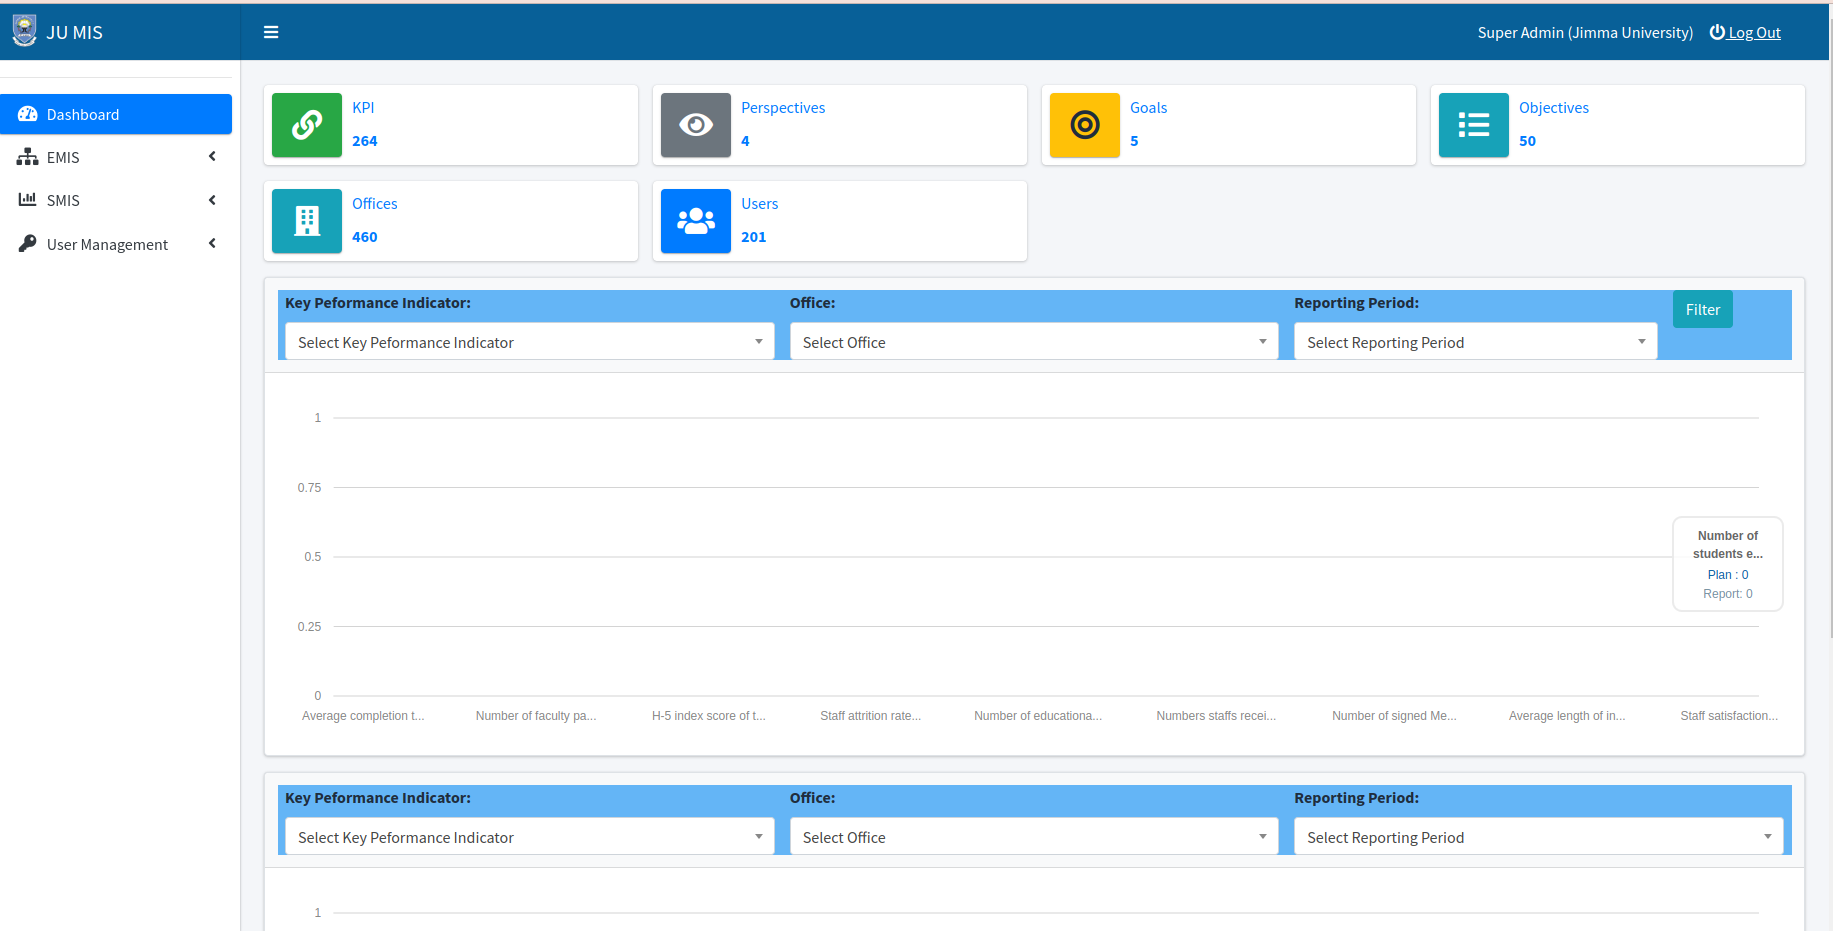 JU MIS
Super Admin (Jimma University)
Log Out
Dashboard
EMIS
SMIS
User Management
KPI
264
Perspectives
4
Goals
5
Objectives
50
Offices
460
Users
201
Key Peformance Indicator:
Office:
Reporting Period:
Filter
Select Key Peformance Indicator
Select Office
Select Reporting Period
1
0.75
0.5
0.25
0
Number of
students e...
Plan : 0
Report: 0
Average completion t...
Number of faculty pa...
H-5 index score of t...
Staff attrition rate...
Number of educationa...
Numbers staffs recei...
Number of signed Me...
Average length of in...
Staff satisfaction...
Key Peformance Indicator:
Office:
Reporting Period:
Select Key Peformance Indicator
Select Office
Select Reporting Period
1